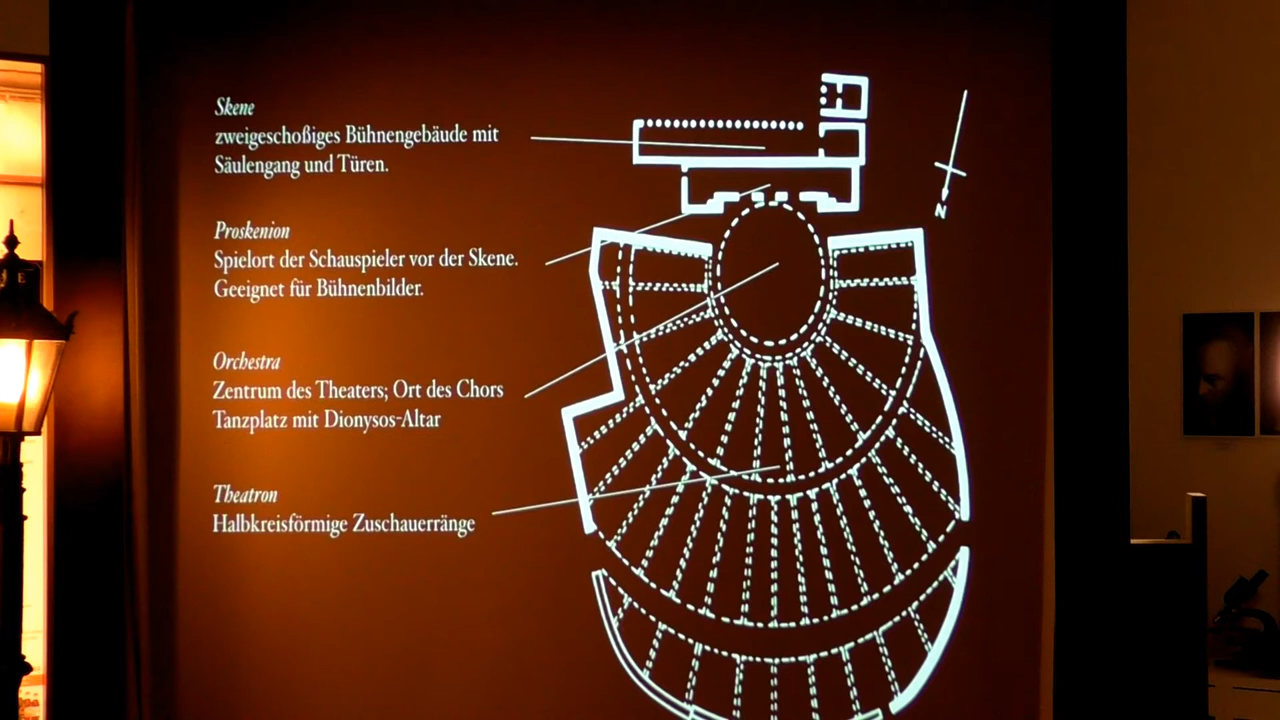 Skene
zweigeschoßiges Bühnengebäude mit
Säulengang und Türen.
Proskenion
Spielort der Schauspieler vor der Skene.
Geeignet für Bühnenbilder.
Orchestra
Zentrum des Theaters; Ort des Chors
Tanzplatz mit Dionysos-Altar
Theatron
Halbkreisförmige Zuschauerränge
N